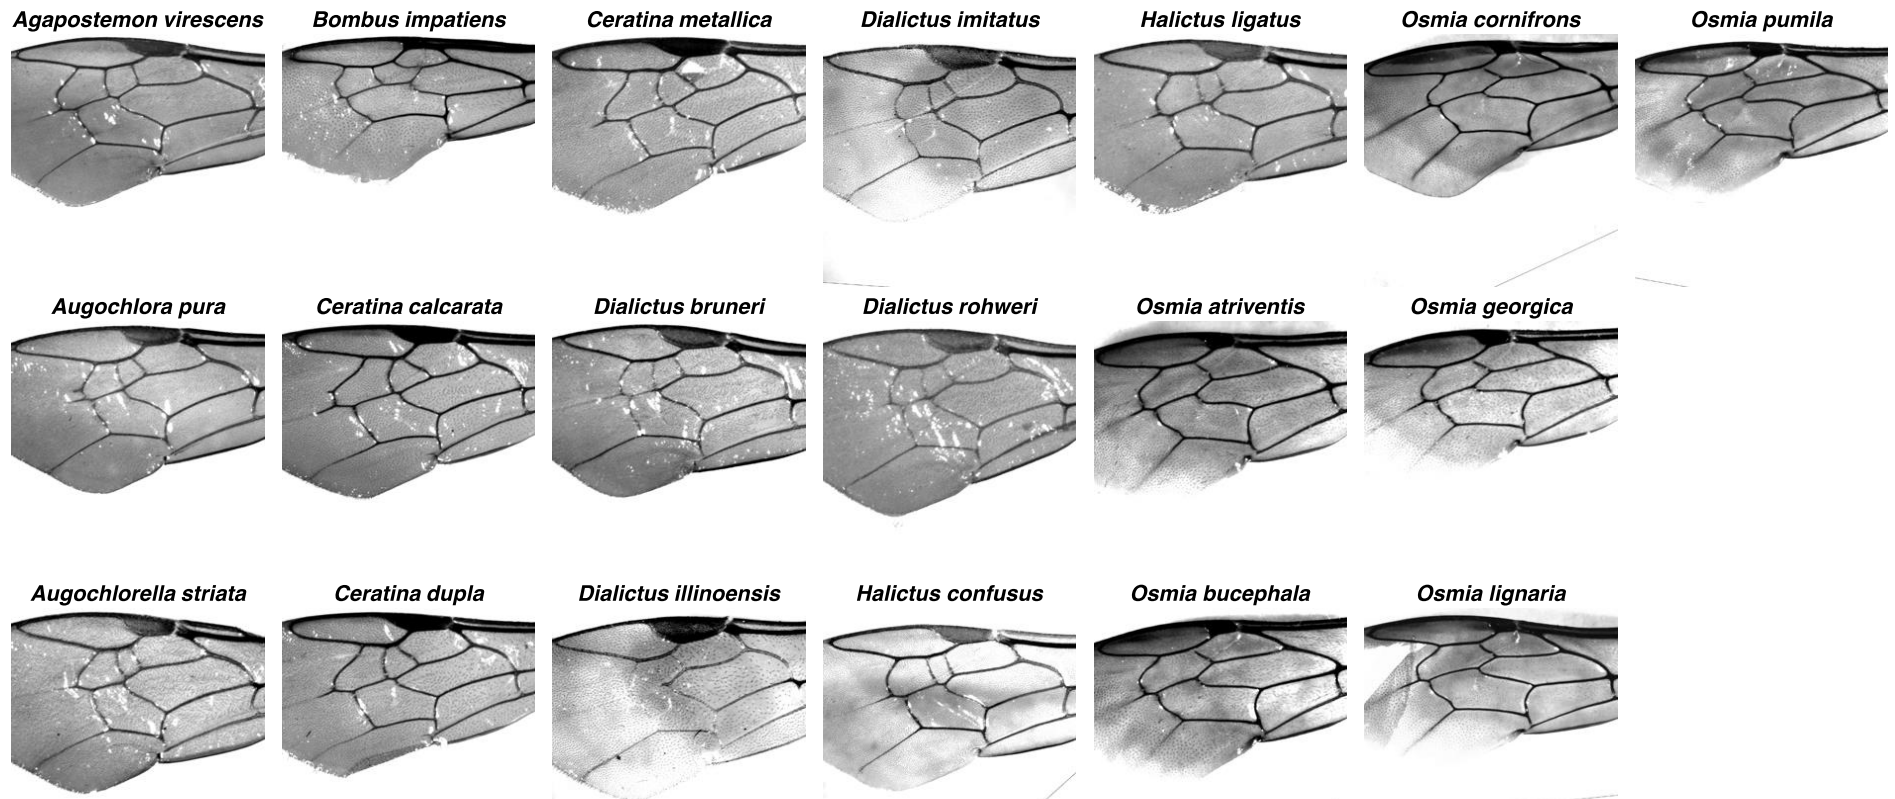 Agapostemon virescens
Bombus impatiens
Ceratina metallica
Dialictus imitatus
Halictus ligatus
Osmia cornifrons
Osmia pumila
Augochlora pura
Ceratina calcarata
Dialictus bruneri
Dialictus rohweri
Osmia atriventis
Osmia georgica
Augochlorella striata
Ceratina dupla
Dialictus illinoensis
Halictus confusus
Osmia bucephala
Osmia lignaria